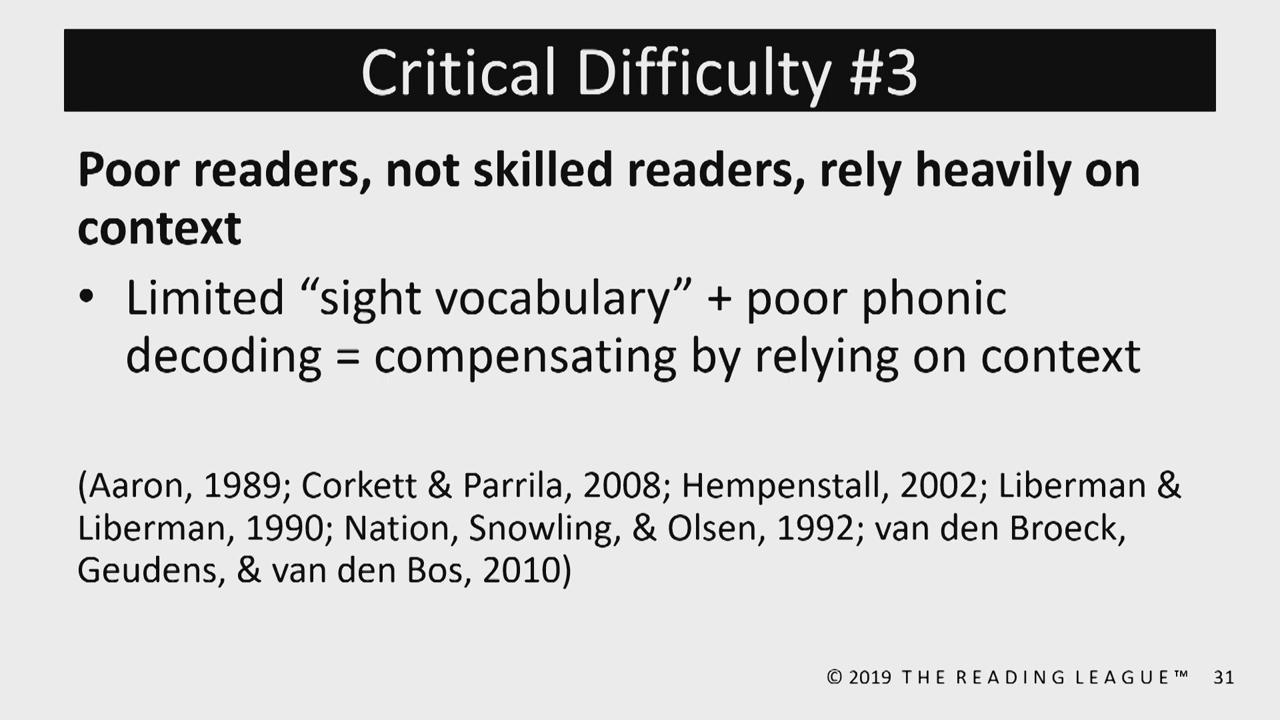 Critical Difficulty #3
Poor readers, not skilled readers, rely heavily on
context
• Limited “sight vocabulary” + poor phonic
decoding = compensating by relying on context
(Aaron, 1989; Corkett & Parrila, 2008; Hempenstall, 2002; Liberman &
Liberman, 1990; Nation, Snowling, & Olsen, 1992; van den Broeck,
Geudens, & van den Bos, 2010)
© 2019 THE READING LEAGUE™ 31